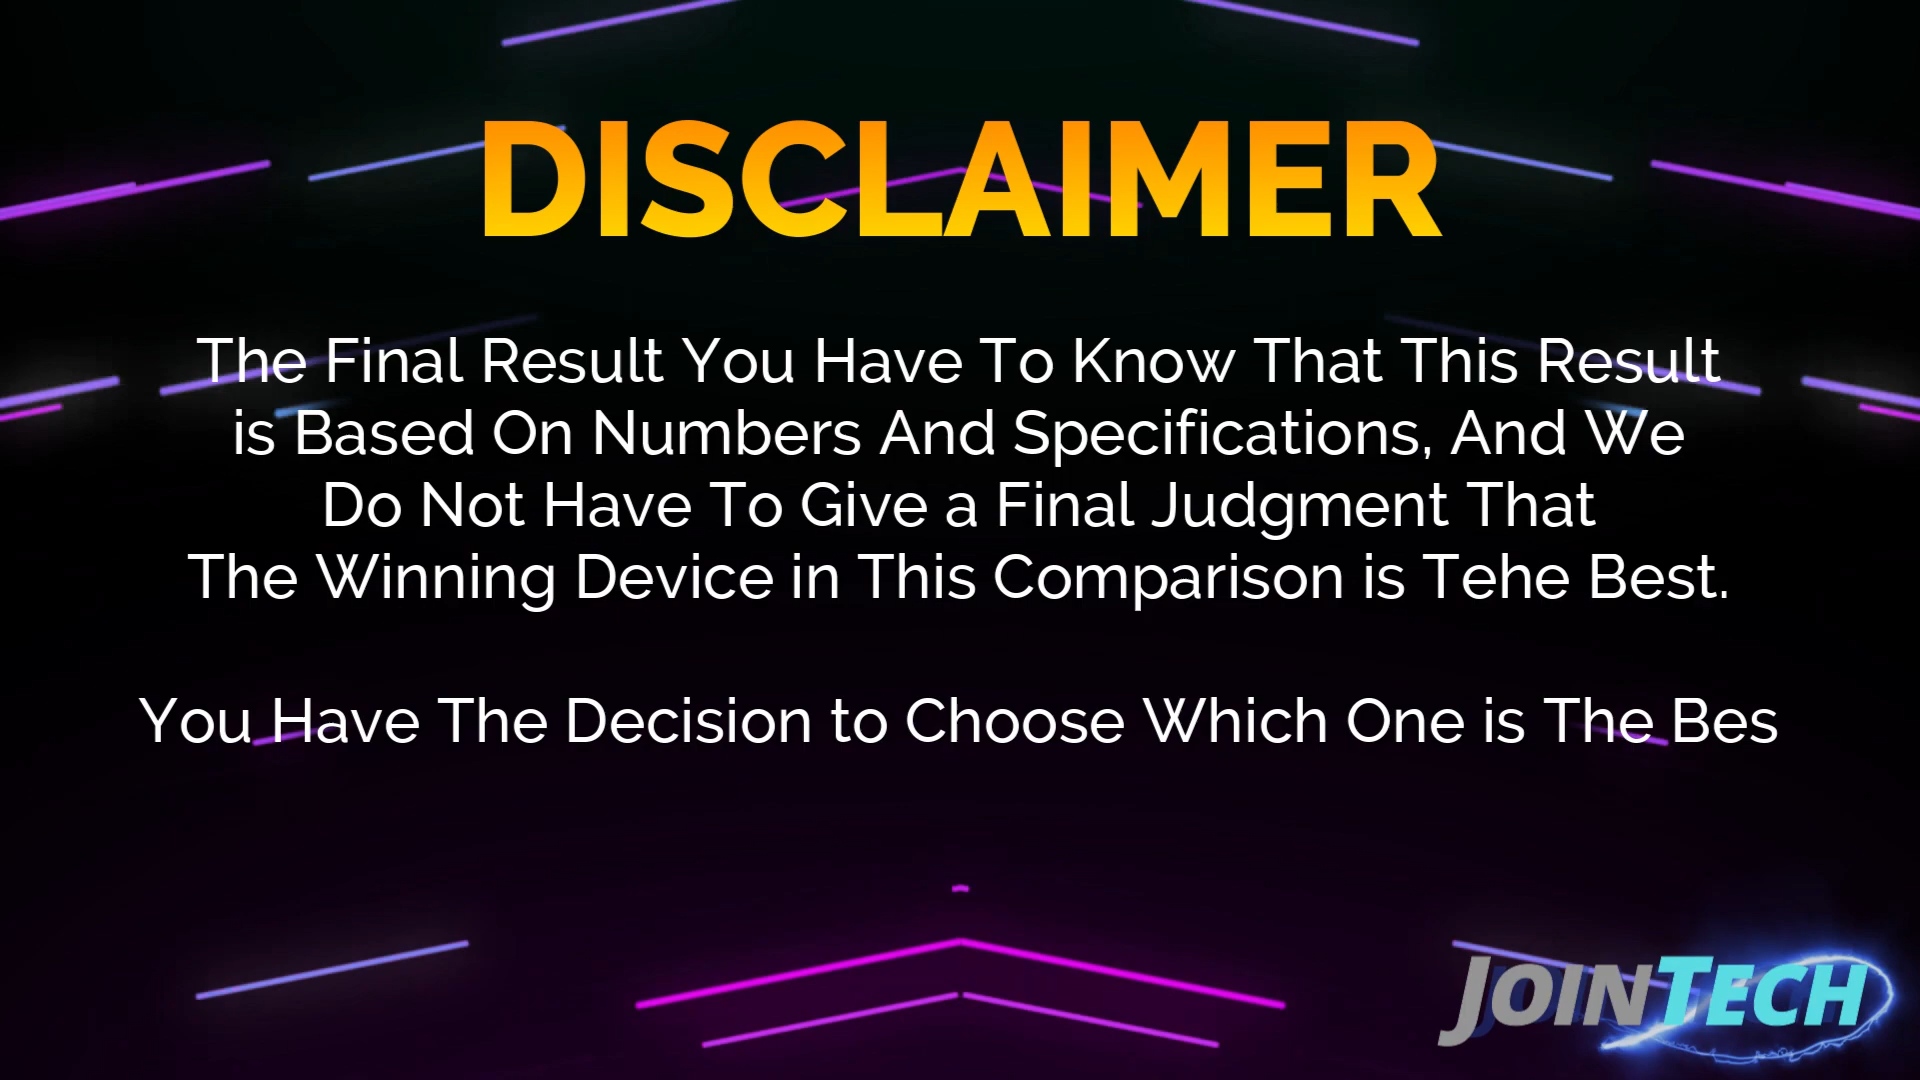 DISCLAIMER
The Final Result You Have To Know That This Result
is Based On Numbers And Specifications, And We
Do Not Have To Give a Final Judgment That
The Winning Device in This Comparison is Tehe Best.
You Have The Decision to Choose Which One is The Bes
JOINTECH